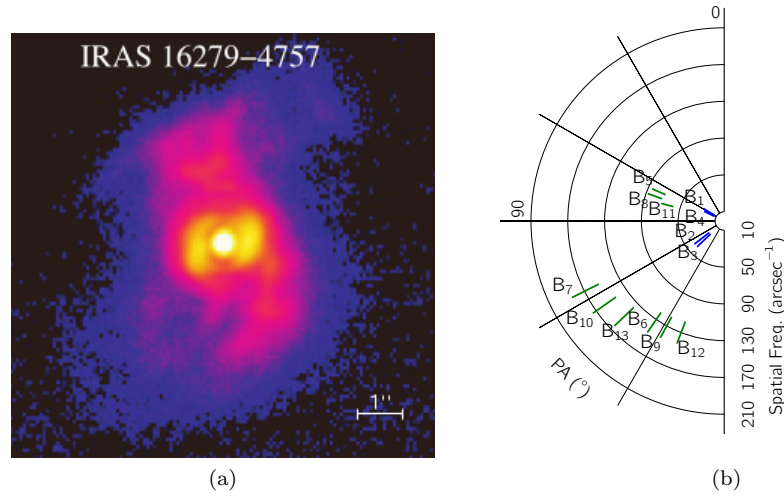 IRAS 16279−4757
1''
(a)
0
90
B5
B8
B11
B1
B4
B2
B3
B7
B10
B13
B6
B9
B12
PA (°)
10
50
90
130
170
210
Spatial Freq. (arcsec⁻¹)
(b)